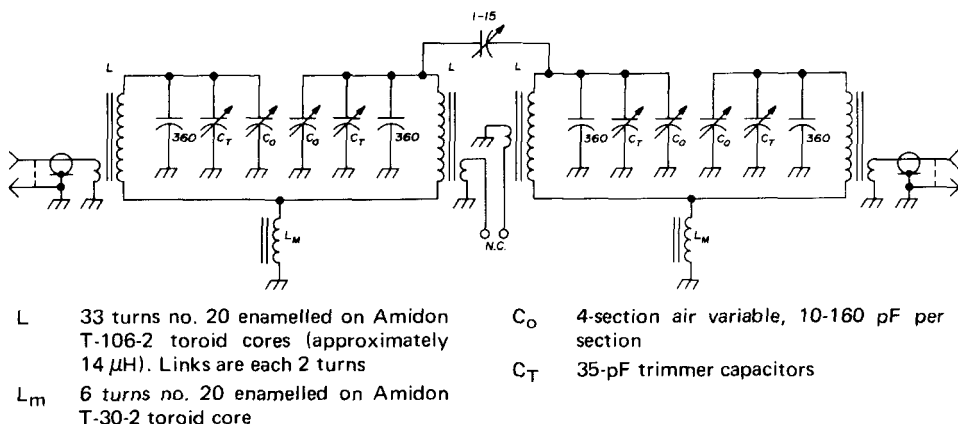 1-15
L L L
360 C_T C_O C_O C_T 360 360 C_T C_O C_O C_T 360
L_M N.C. L_M
L 33 turns no. 20 enamelled on Amidon
T-106-2 toroid cores (approximately
14 μH). Links are each 2 turns
L_m 6 turns no. 20 enamelled on Amidon
T-30-2 toroid core
C_o 4-section air variable, 10-160 pF per
section
C_T 35-pF trimmer capacitors